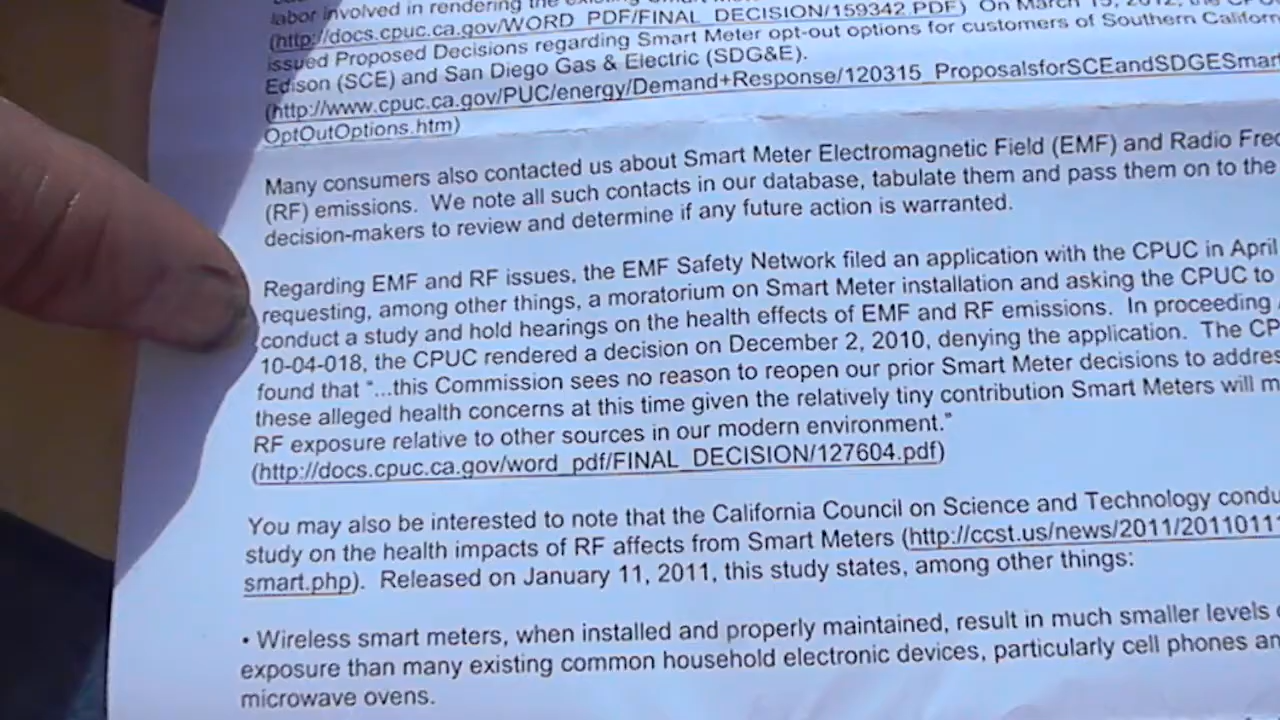 labor involved in rendering the existing
(http://docs.cpuc.ca.gov/WORD_PDF/FINAL_DECISION/159342.PDF) On March 15, 2012, the
issued Proposed Decisions regarding Smart Meter opt-out options for customers of Southern
Edison (SCE) and San Diego Gas & Electric (SDG&E).
(http://www.cpuc.ca.gov/PUC/energy/Demand+Response/120315_ProposalsforSCEandSDGESmart
OptOutOptions.htm)
Many consumers also contacted us about Smart Meter Electromagnetic Field (EMF) and Radio
(RF) emissions. We note all such contacts in our database, tabulate them and pass them on to the
decision-makers to review and determine if any future action is warranted.
Regarding EMF and RF issues, the EMF Safety Network filed an application with the CPUC in April
requesting, among other things, a moratorium on Smart Meter installation and asking the CPUC to
conduct a study and hold hearings on the health effects of EMF and RF emissions. In proceeding
10-04-018, the CPUC rendered a decision on December 2, 2010, denying the application. The
found that “...this Commission sees no reason to reopen our prior Smart Meter decisions to
these alleged health concerns at this time given the relatively tiny contribution Smart Meters will
RF exposure relative to other sources in our modern environment.”
(http://docs.cpuc.ca.gov/word_pdf/FINAL_DECISION/127604.pdf)
You may also be interested to note that the California Council on Science and Technology
study on the health impacts of RF affects from Smart Meters (http://ccst.us/news/2011/20110111
smart.php). Released on January 11, 2011, this study states, among other things:
• Wireless smart meters, when installed and properly maintained, result in much smaller levels
exposure than many existing common household electronic devices, particularly cell phones
microwave ovens.